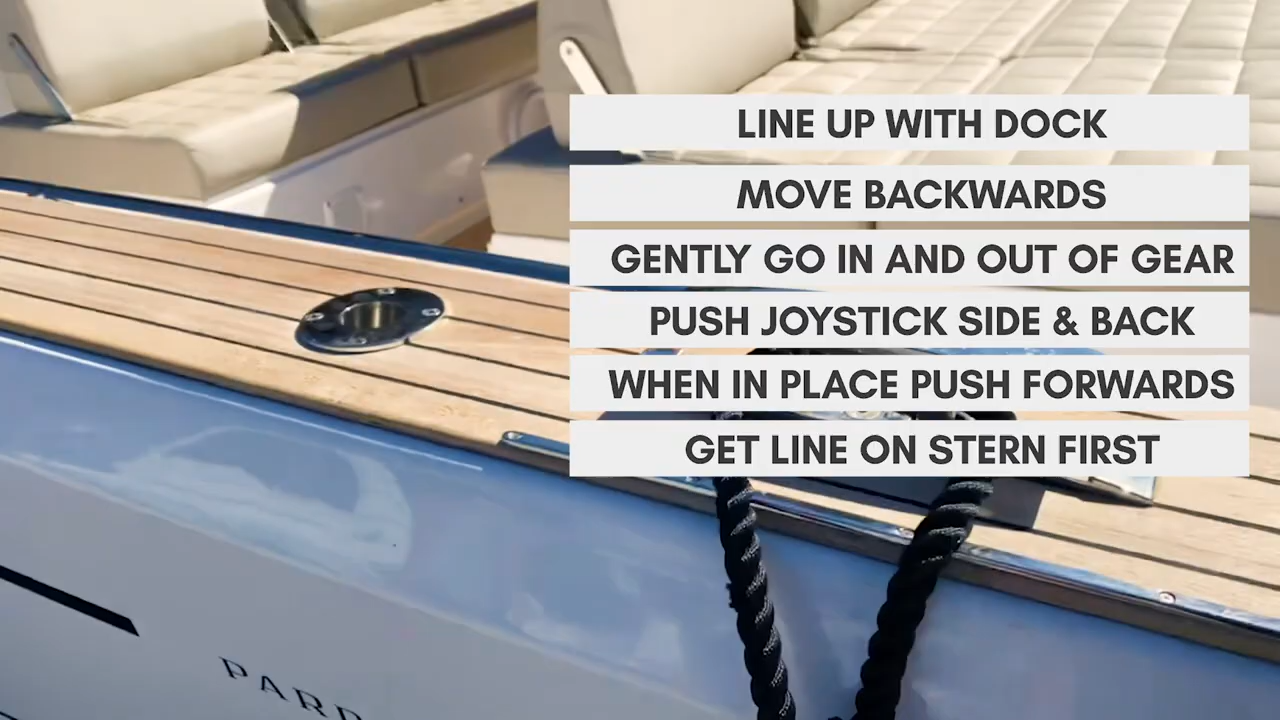 LINE UP WITH DOCK
MOVE BACKWARDS
GENTLY GO IN AND OUT OF GEAR
PUSH JOYSTICK SIDE & BACK
WHEN IN PLACE PUSH FORWARDS
GET LINE ON STERN FIRST
PARD